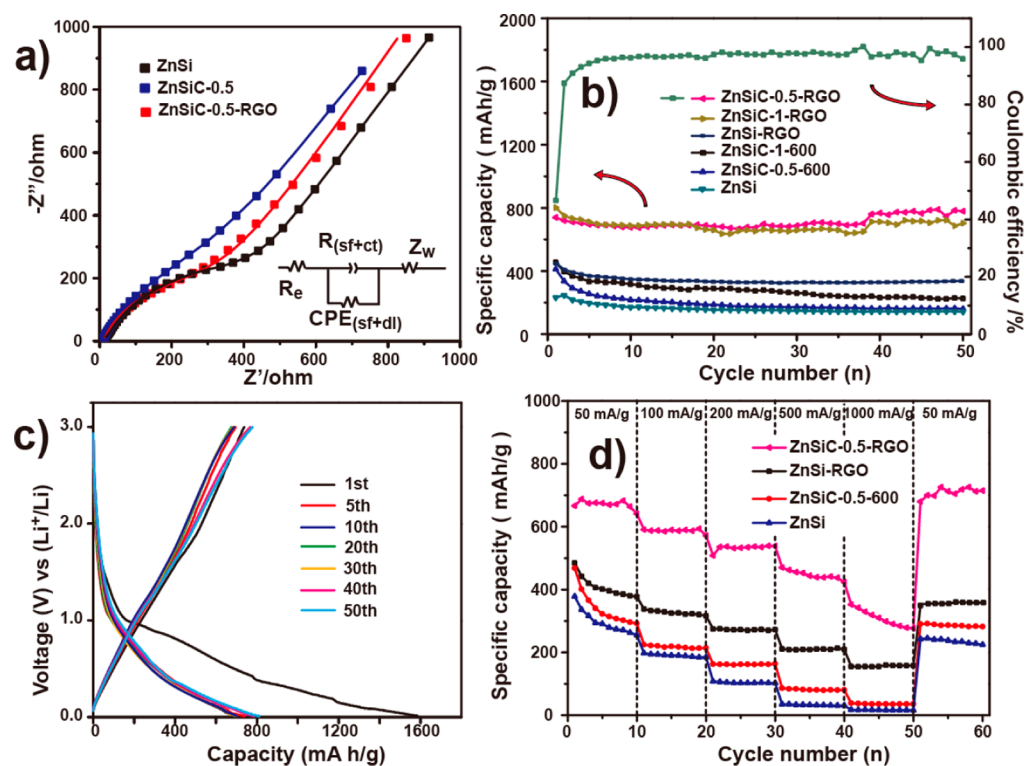 a)
1000
800
600
400
200
0
-Z''/ohm
ZnSi
ZnSiC-0.5
ZnSiC-0.5-RGO
R(sf+ct)
Zw
Re
CPE(sf+dl)
0 200 400 600 800 1000
Z'/ohm
b)
2000
1600
1200
800
400
0
Specific capacity ( mAh/g)
ZnSiC-0.5-RGO
ZnSiC-1-RGO
ZnSi-RGO
ZnSiC-1-600
ZnSiC-0.5-600
ZnSi
100
80
60
40
20
0
Coulombic efficiency /%
0 10 20 30 40 50
Cycle number (n)
c)
3.0
2.0
1.0
0.0
Voltage (V) vs (Li⁺/Li)
1st
5th
10th
20th
30th
40th
50th
0 400 800 1200 1600
Capacity (mA h/g)
d)
1000
800
600
400
200
0
Specific capacity ( mAh/g)
50 mA/g 100 mA/g 200 mA/g 500 mA/g 1000 mA/g 50 mA/g
ZnSiC-0.5-RGO
ZnSi-RGO
ZnSiC-0.5-600
ZnSi
0 10 20 30 40 50 60
Cycle number (n)